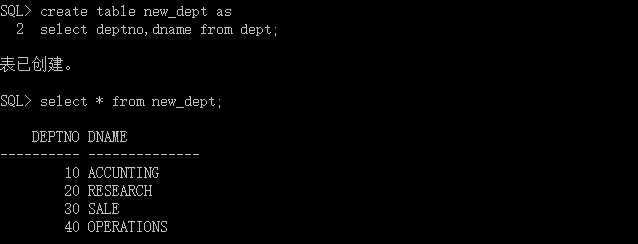 SQL> create table new_dept as
  2  select deptno,dname from dept;
表已创建。
SQL> select * from new_dept;
    DEPTNO DNAME
---------- --------------
        10 ACCUNTING
        20 RESEARCH
        30 SALE
        40 OPERATIONS